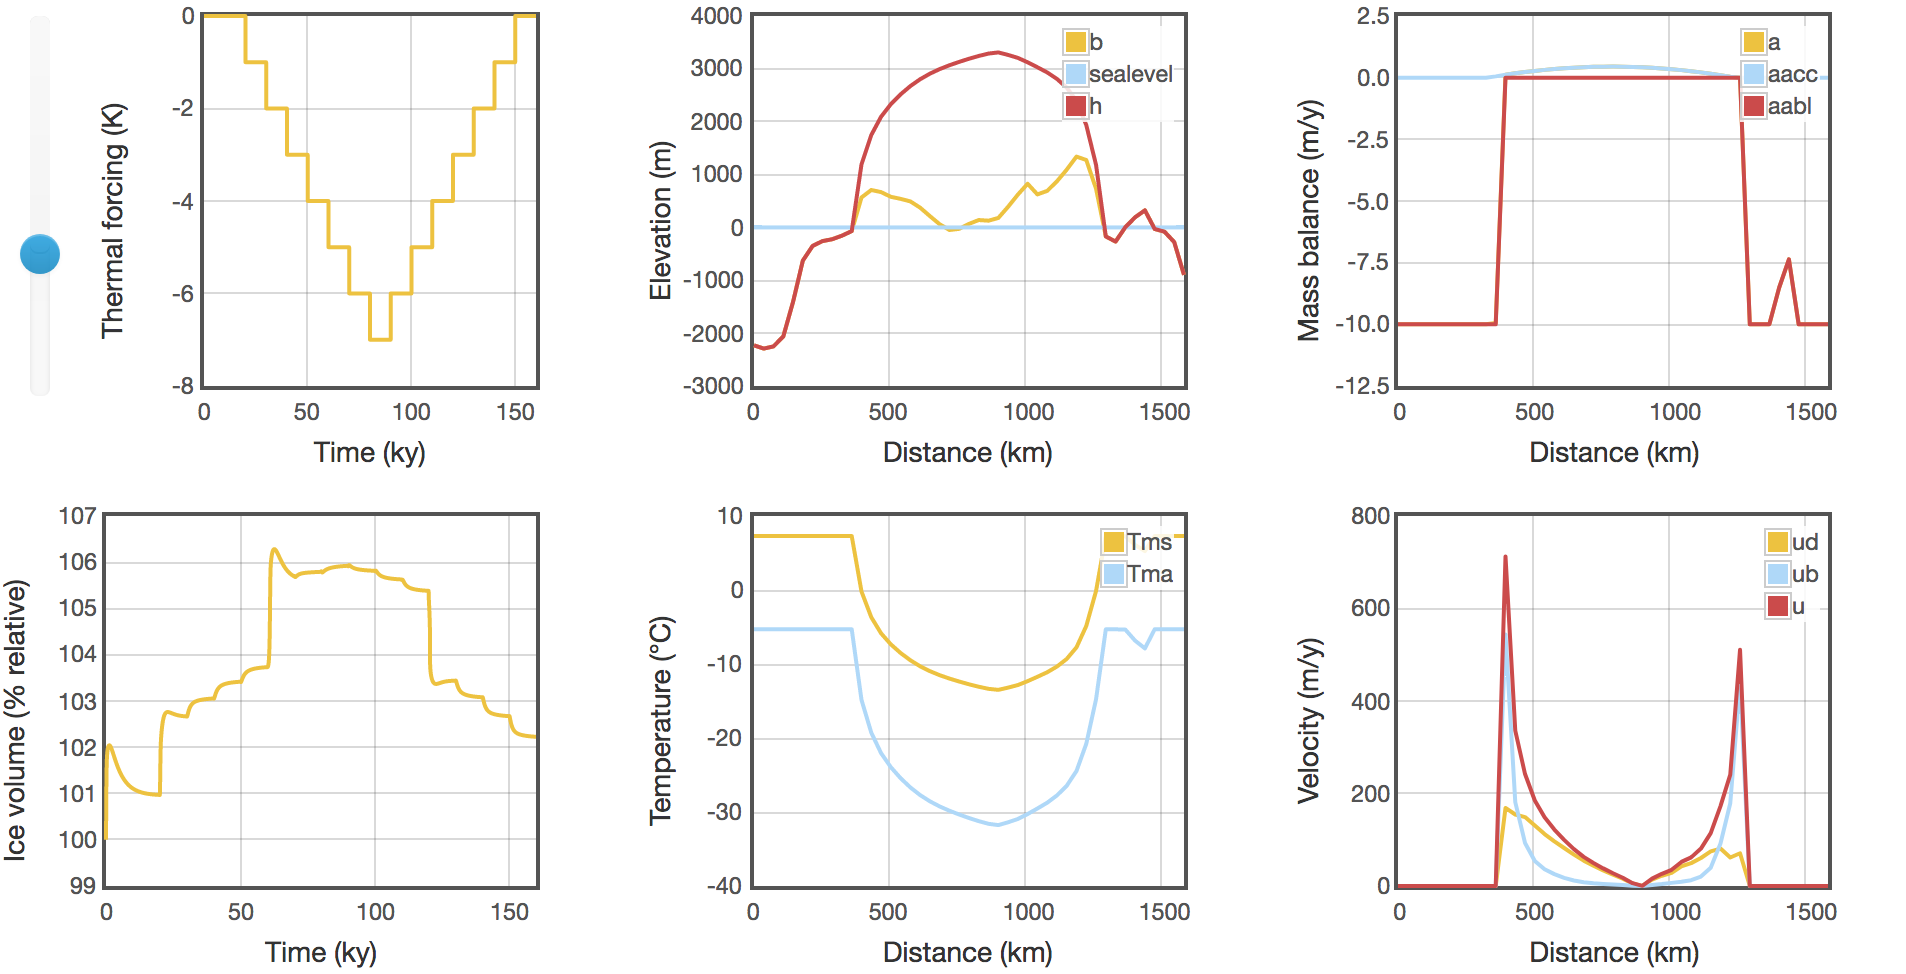 Thermal forcing (K)
0
-2
-4
-6
-8
0 50 100 150
Time (ky)
Elevation (m)
4000
3000
2000
1000
0
-1000
-2000
-3000
b
sealevel
h
0 500 1000 1500
Distance (km)
Mass balance (m/y)
2.5
0.0
-2.5
-5.0
-7.5
-10.0
-12.5
a
aacc
aabl
0 500 1000 1500
Distance (km)
Ice volume (% relative)
107
106
105
104
103
102
101
100
99
0 50 100 150
Time (ky)
Temperature (°C)
10
0
-10
-20
-30
-40
Tms
Tma
0 500 1000 1500
Distance (km)
Velocity (m/y)
800
600
400
200
0
ud
ub
u
0 500 1000 1500
Distance (km)